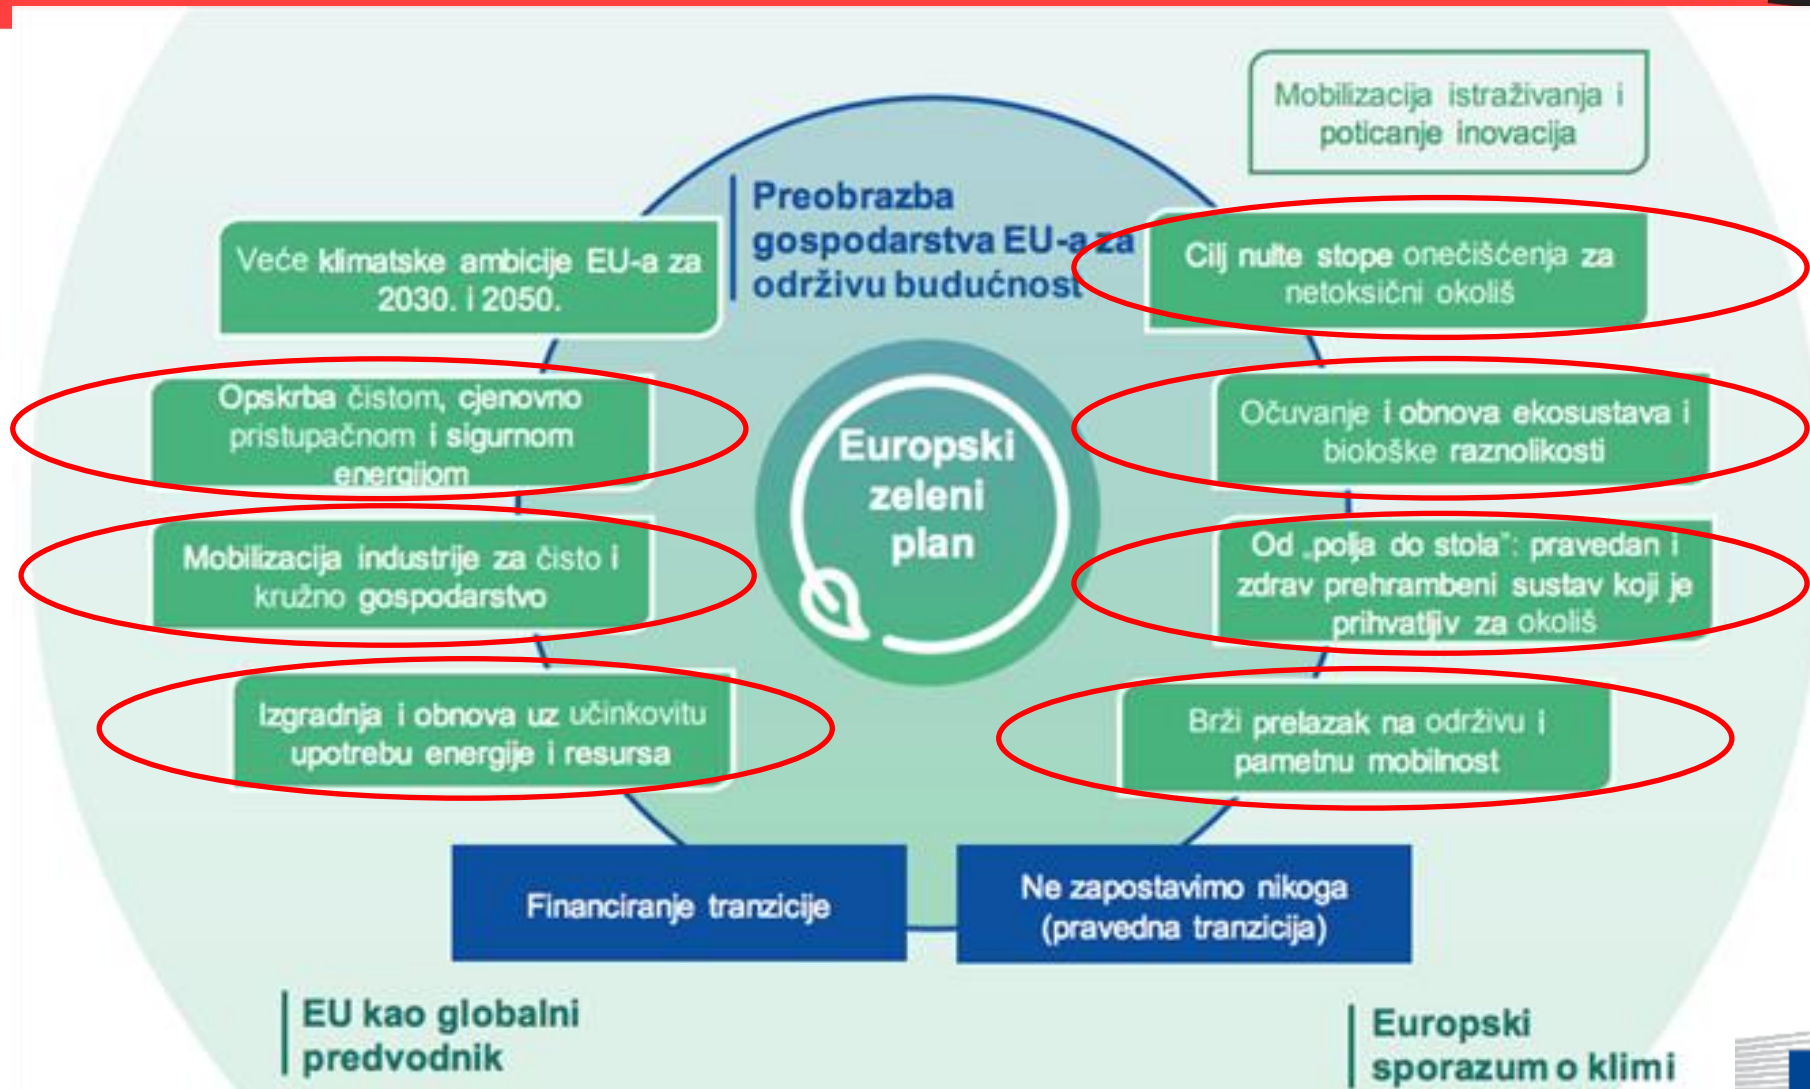 Mobilizacija istraživanja i
poticanje inovacija
Preobrazba
gospodarstva EU-a za
održivu budućnost
Veće klimatske ambicije EU-a za
2030. i 2050.
Cilj nulte stope onečišćenja za
netoksični okoliš
Opskrba čistom, cjenovno
pristupačnom i sigurnom
energijom
Očuvanje i obnova ekosustava i
biološke raznolikosti
Europski
zeleni
plan
Mobilizacija industrije za čisto i
kružno gospodarstvo
Od „polja do stola“: pravedan i
zdrav prehrambeni sustav koji je
prihvatljiv za okoliš
Izgradnja i obnova uz učinkovitu
upotrebu energije i resursa
Brži prelazak na održivu i
pametnu mobilnost
Financiranje tranzicije
Ne zapostavimo nikoga
(pravedna tranzicija)
EU kao globalni
predvodnik
Europski
sporazum o klimi